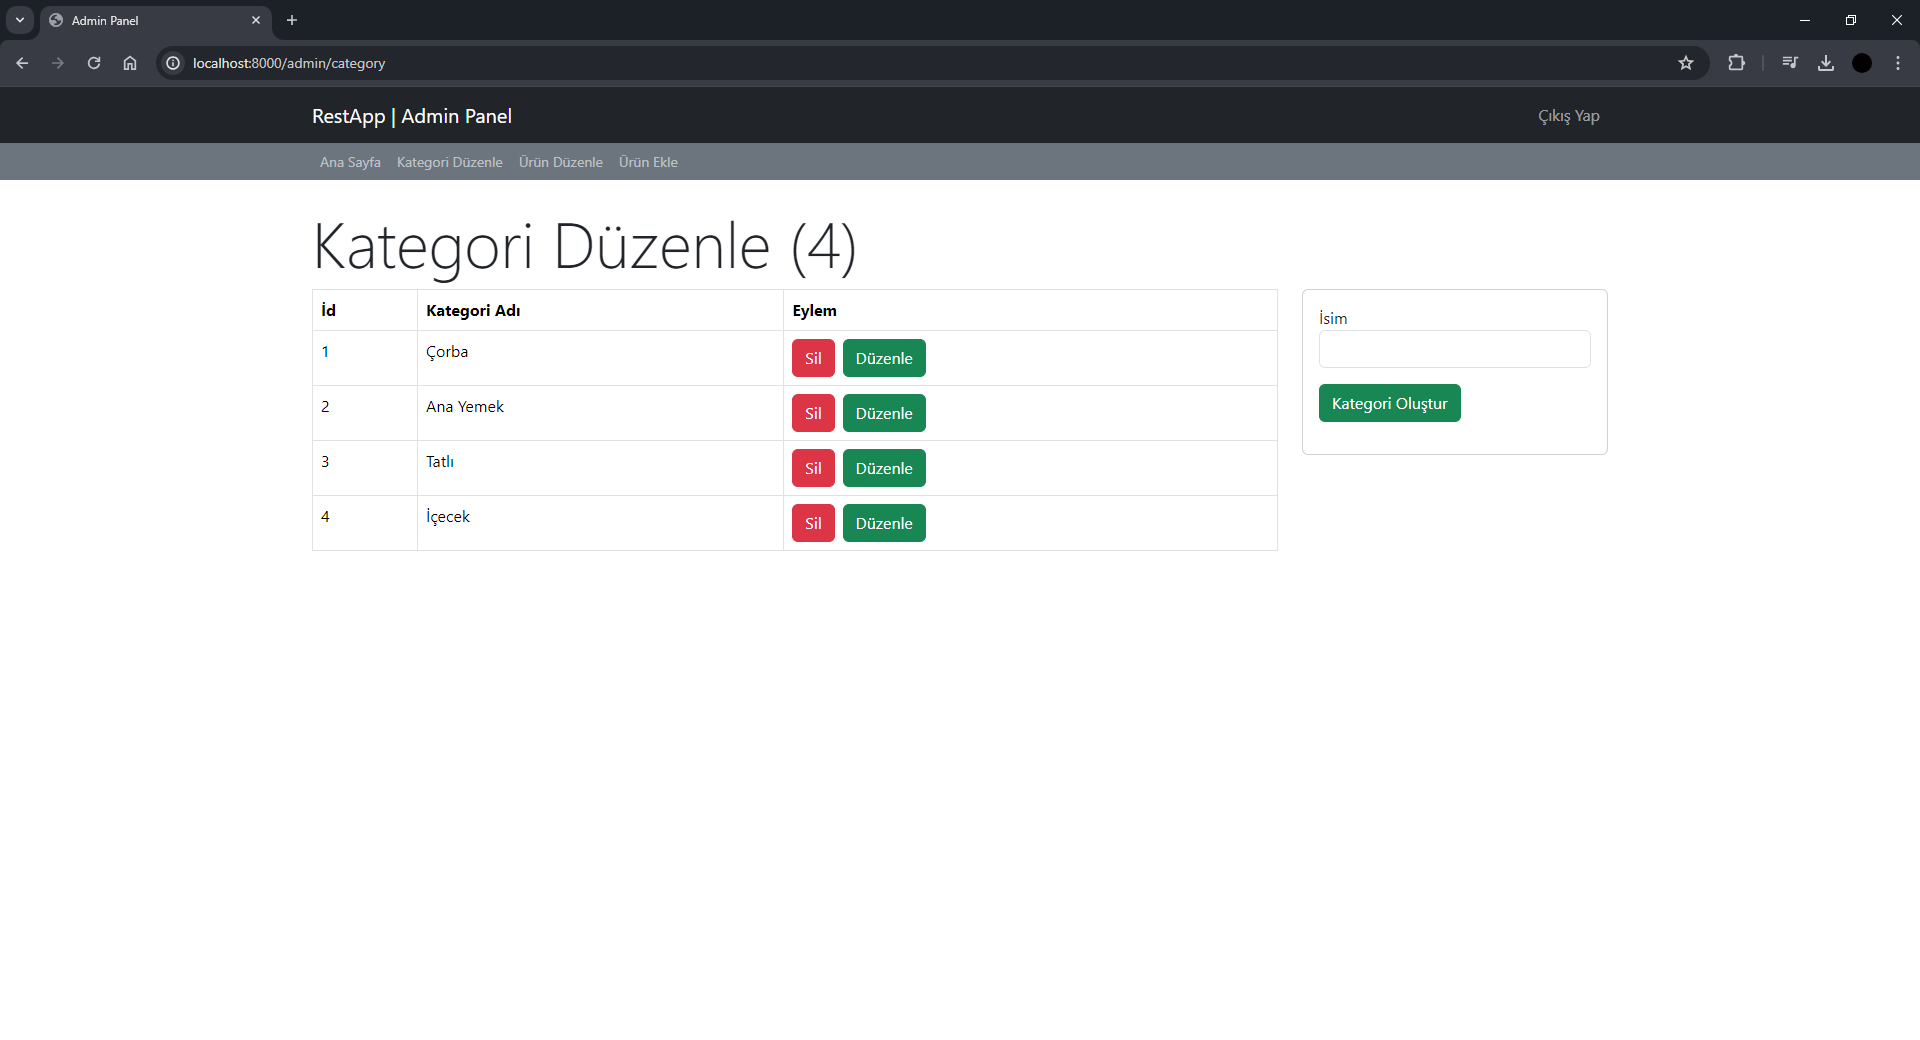 Admin Panel
localhost:8000/admin/category
RestApp | Admin Panel
Çıkış Yap
Ana Sayfa Kategori Düzenle Ürün Düzenle Ürün Ekle
Kategori Düzenle (4)
İd Kategori Adı Eylem
1 Çorba Sil Düzenle
2 Ana Yemek Sil Düzenle
3 Tatlı Sil Düzenle
4 İçecek Sil Düzenle
İsim
Kategori Oluştur